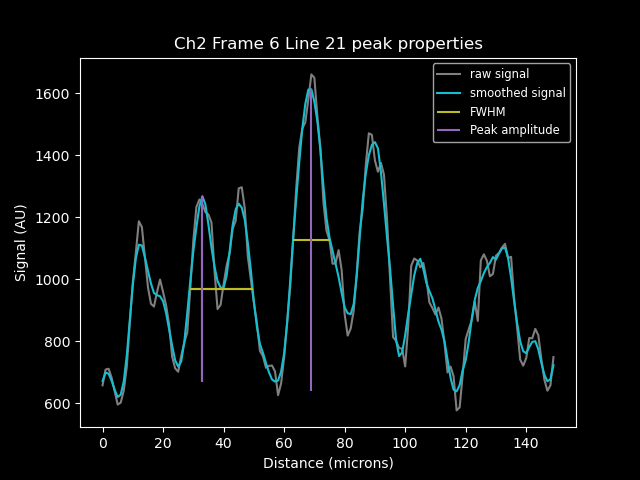 Ch2 Frame 6 Line 21 peak properties
raw signal
smoothed signal
FWHM
Peak amplitude
Signal (AU)
1600
1400
1200
1000
800
600
0 20 40 60 80 100 120 140
Distance (microns)